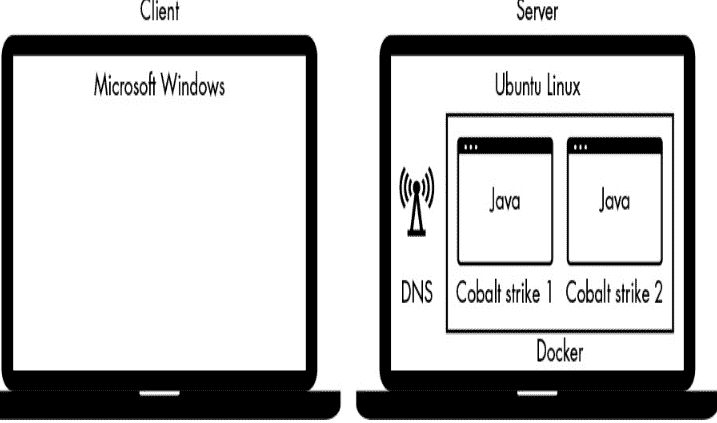 Client
Server
Microsoft Windows
Ubuntu Linux
Java
Java
DNS
Cobalt strike 1
Cobalt strike 2
Docker